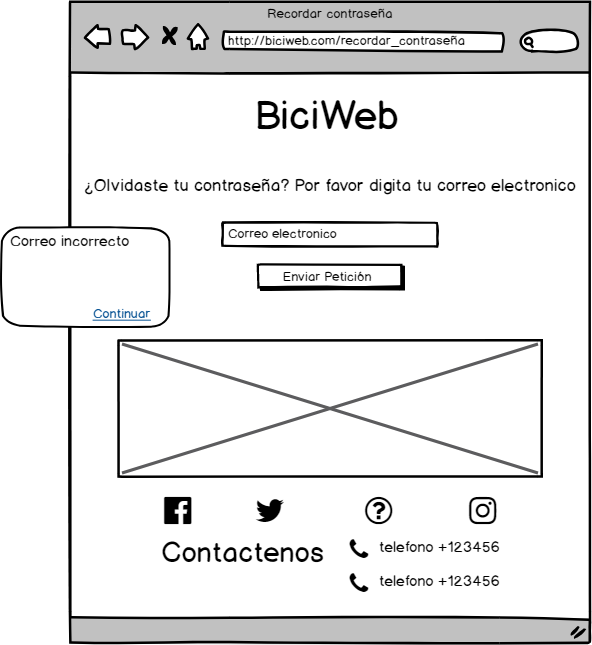 Recordar contraseña
http://biciweb.com/recordar_contraseña
BiciWeb
¿Olvidaste tu contraseña? Por favor digita tu correo electronico
Correo electronico
Correo incorrecto
Enviar Petición
Continuar
Contactenos
telefono +123456
telefono +123456